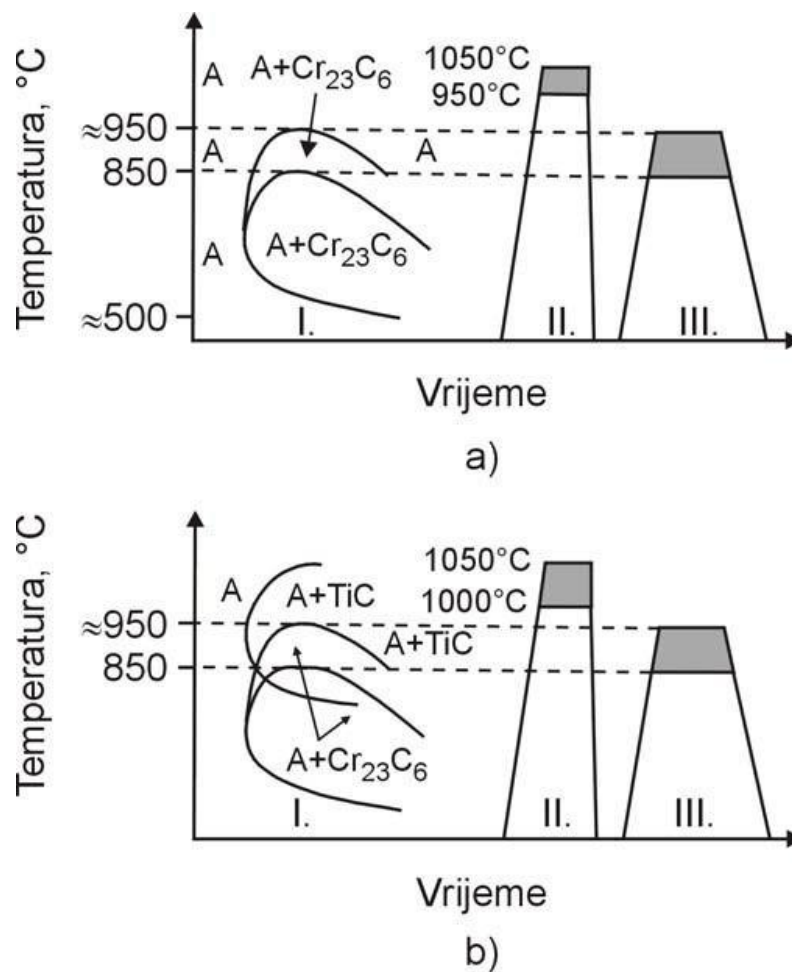 Temperatura, °C
A
A+Cr₂₃C₆
1050°C
950°C
≈950
A
A
850
A
A+Cr₂₃C₆
≈500
I.
II.
III.
Vrijeme
a)
Temperatura, °C
A
A+TiC
1050°C
1000°C
≈950
A+TiC
850
A+Cr₂₃C₆
I.
II.
III.
Vrijeme
b)